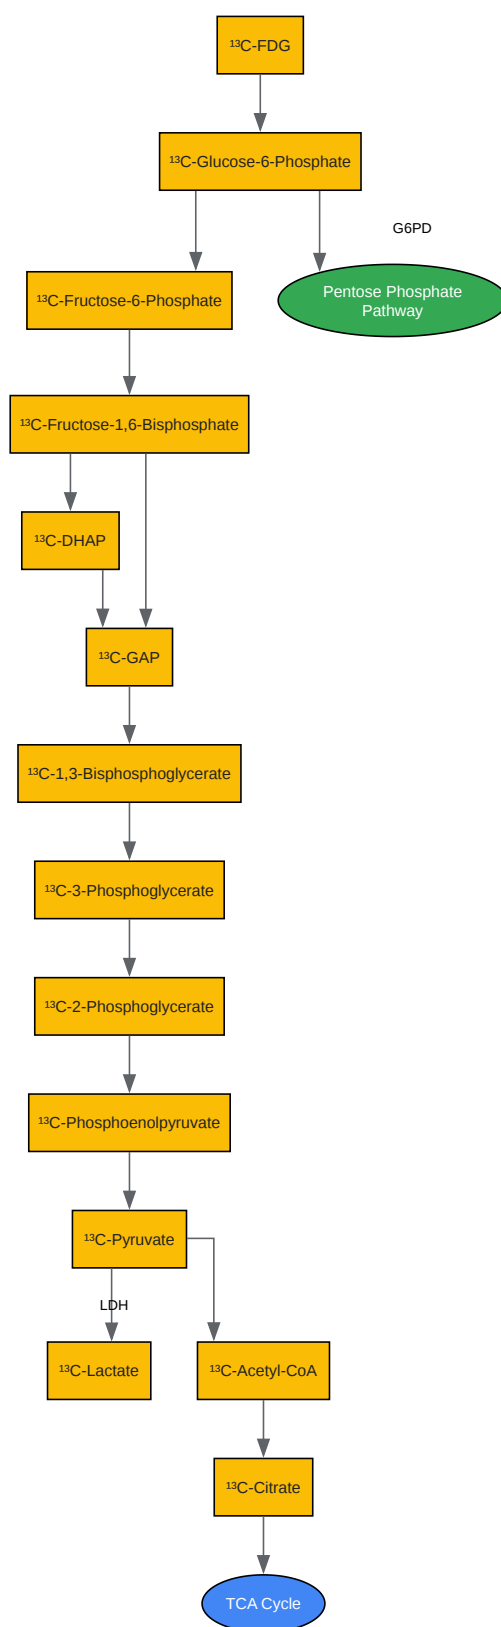 ¹³C-FDG
¹³C-Glucose-6-Phosphate
G6PD
¹³C-Fructose-6-Phosphate
Pentose Phosphate
Pathway
¹³C-Fructose-1,6-Bisphosphate
¹³C-DHAP
¹³C-GAP
¹³C-1,3-Bisphosphoglycerate
¹³C-3-Phosphoglycerate
¹³C-2-Phosphoglycerate
¹³C-Phosphoenolpyruvate
¹³C-Pyruvate
LDH
¹³C-Lactate
¹³C-Acetyl-CoA
¹³C-Citrate
TCA Cycle